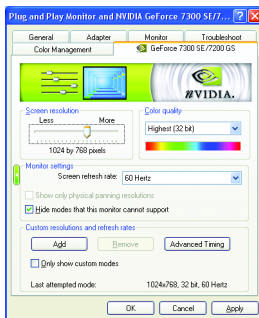 Plug and Play Monitor and NVIDIA GeForce 7300 SE/7...
General Adapter Monitor Troubleshoot
Color Management GeForce 7300 SE/7200 GS
NVIDIA.
Screen resolution
Less More
1024 by 768 pixels
Color quality
Highest (32 bit)
Monitor settings
Screen refresh rate: 60 Hertz
Show only physical panning resolutions
Hide modes that this monitor cannot support
Custom resolutions and refresh rates
Add Remove Advanced Timing
Only show custom modes
Last attempted mode: 1024x768, 32 bit, 60 Hertz
OK Cancel Apply